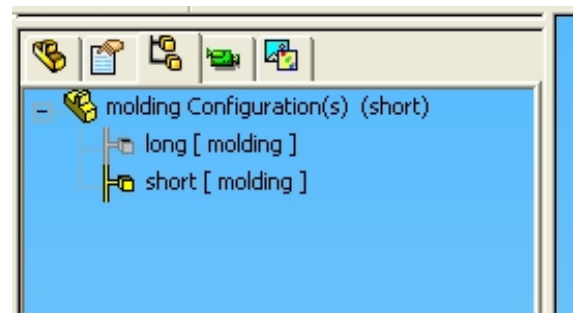 molding Configuration(s) (short)
long [ molding ]
short [ molding ]